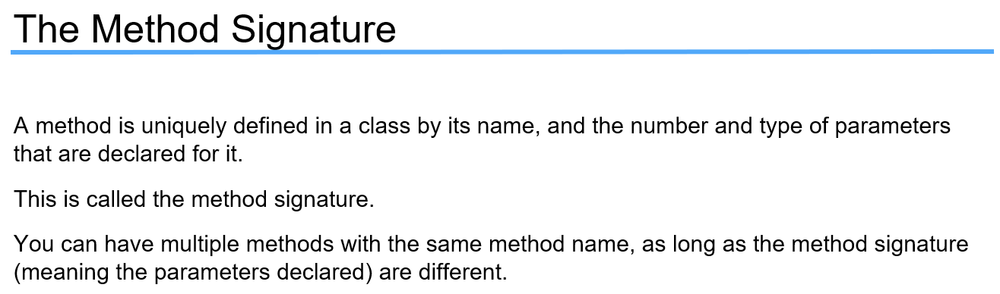 The Method Signature
A method is uniquely defined in a class by its name, and the number and type of parameters
that are declared for it.
This is called the method signature.
You can have multiple methods with the same method name, as long as the method signature
(meaning the parameters declared) are different.